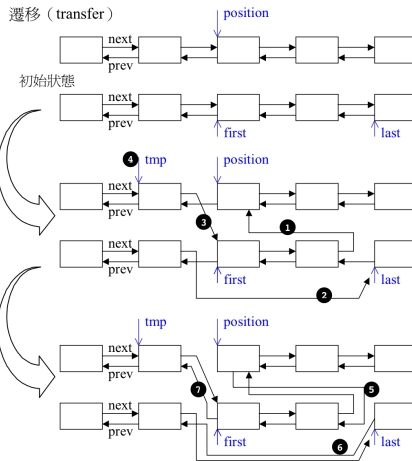 遷移（transfer） position
next
prev
初始狀態
next
prev
first last
4 tmp position
next
prev
3 1
next
prev
first last
2
tmp position
next
prev
7 5
next
prev
first last
6